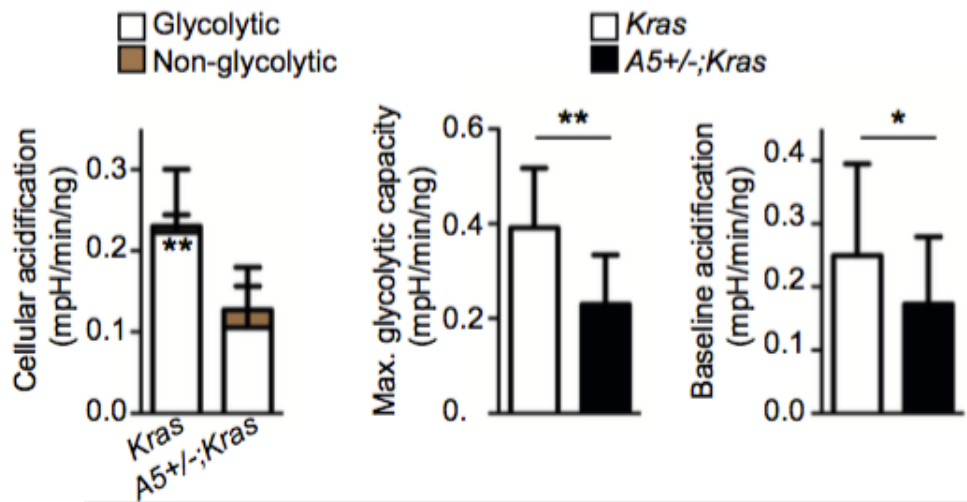 Glycolytic
Non-glycolytic
Kras
A5+/-;Kras
Cellular acidification
(mpH/min/ng)
0.3
0.2
0.1
0.0
**
Kras
A5+/-;Kras
Max. glycolytic capacity
(mpH/min/ng)
0.6
0.4
0.2
0.
**
Baseline acidification
(mpH/min/ng)
0.4
0.3
0.2
0.1
0.0
*